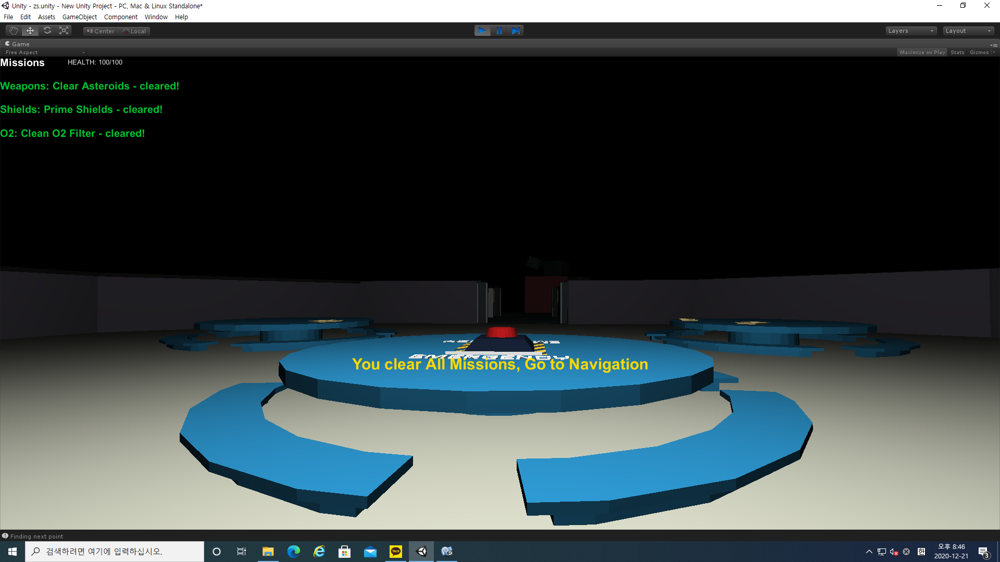 Unity - zs.unity - New Unity Project - PC, Mac & Linux Standalone*
File Edit Assets GameObject Component Window Help
Center Local Layers Layout
Game
Free Aspect Maximize on Play Stats Gizmos
Missions HEALTH: 100/100
Weapons: Clear Asteroids - cleared!
Shields: Prime Shields - cleared!
O2: Clean O2 Filter - cleared!
EMERGENCY
You clear All Missions, Go to Navigation
Finding next point
검색하려면 여기에 입력하십시오.
TALK
한
오후 8:46
2020-12-21
3